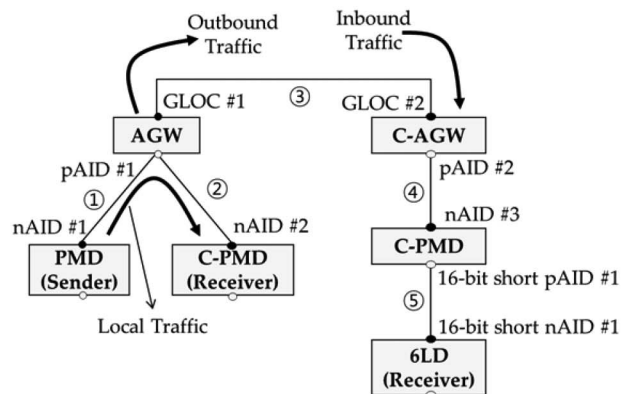 Outbound
Traffic
Inbound
Traffic
GLOC #1
③
GLOC #2
AGW
C-AGW
pAID #1
pAID #2
①
②
④
nAID #1
nAID #2
nAID #3
PMD
(Sender)
C-PMD
(Receiver)
C-PMD
16-bit short pAID #1
⑤
Local Traffic
16-bit short nAID #1
6LD
(Receiver)